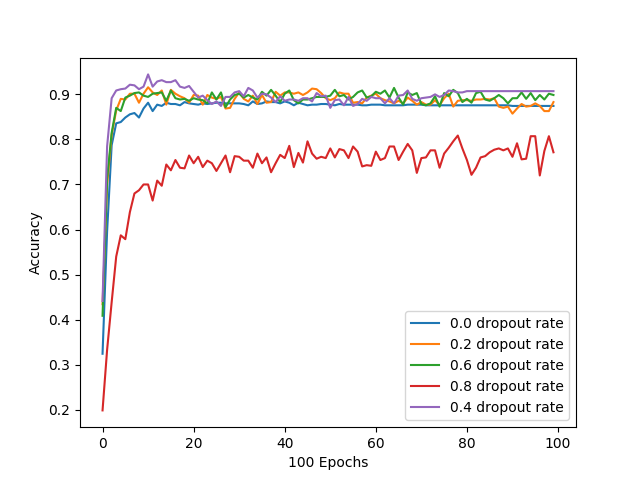 0.9
0.8
0.7
0.6
0.5
0.4
0.3
0.2
Accuracy
0.0 dropout rate
0.2 dropout rate
0.6 dropout rate
0.8 dropout rate
0.4 dropout rate
0 20 40 60 80 100
100 Epochs